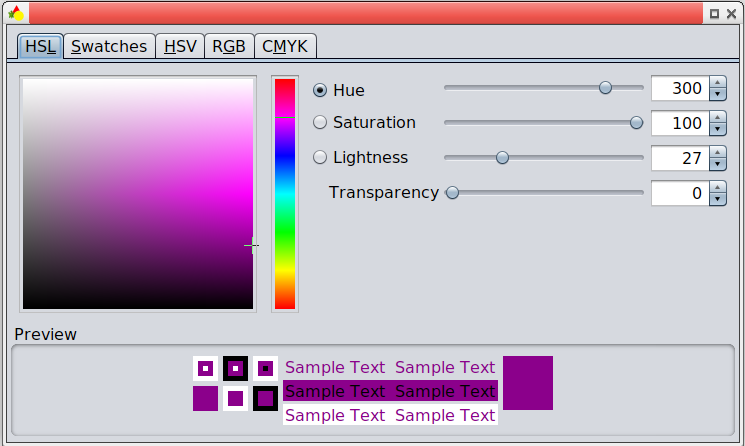 HSL Swatches HSV RGB CMYK
Hue 300
Saturation 100
Lightness 27
Transparency 0
Preview
Sample Text Sample Text
Sample Text Sample Text
Sample Text Sample Text